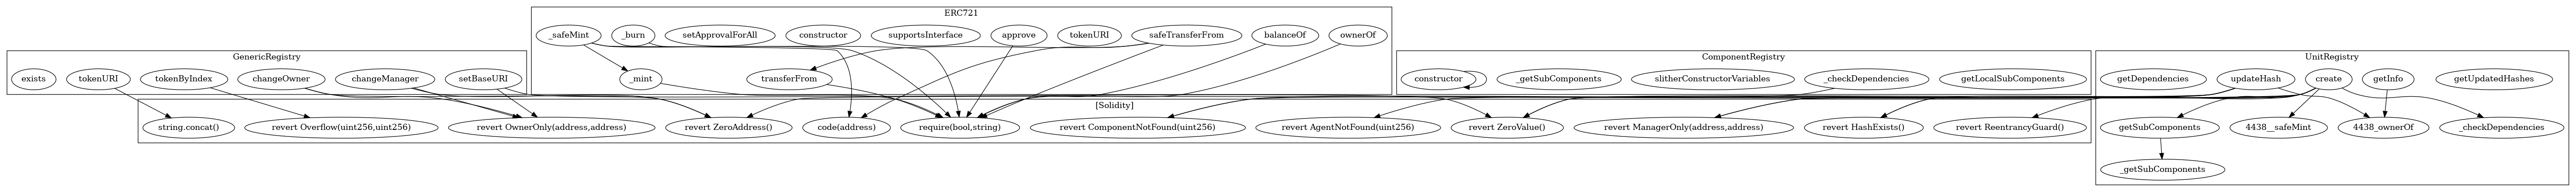 ERC721
_safeMint
_burn
setApprovalForAll
constructor
supportsInterface
approve
tokenURI
safeTransferFrom
balanceOf
ownerOf
_mint
transferFrom
GenericRegistry
exists
tokenURI
tokenByIndex
changeOwner
changeManager
setBaseURI
ComponentRegistry
constructor
_getSubComponents
slitherConstructorVariables
_checkDependencies
getLocalSubComponents
UnitRegistry
getDependencies
updateHash
create
getInfo
getUpdatedHashes
getSubComponents
4438__safeMint
4438_ownerOf
_checkDependencies
_getSubComponents
[Solidity]
string.concat()
revert Overflow(uint256,uint256)
revert OwnerOnly(address,address)
revert ZeroAddress()
code(address)
require(bool,string)
revert ComponentNotFound(uint256)
revert AgentNotFound(uint256)
revert ZeroValue()
revert ManagerOnly(address,address)
revert HashExists()
revert ReentrancyGuard()